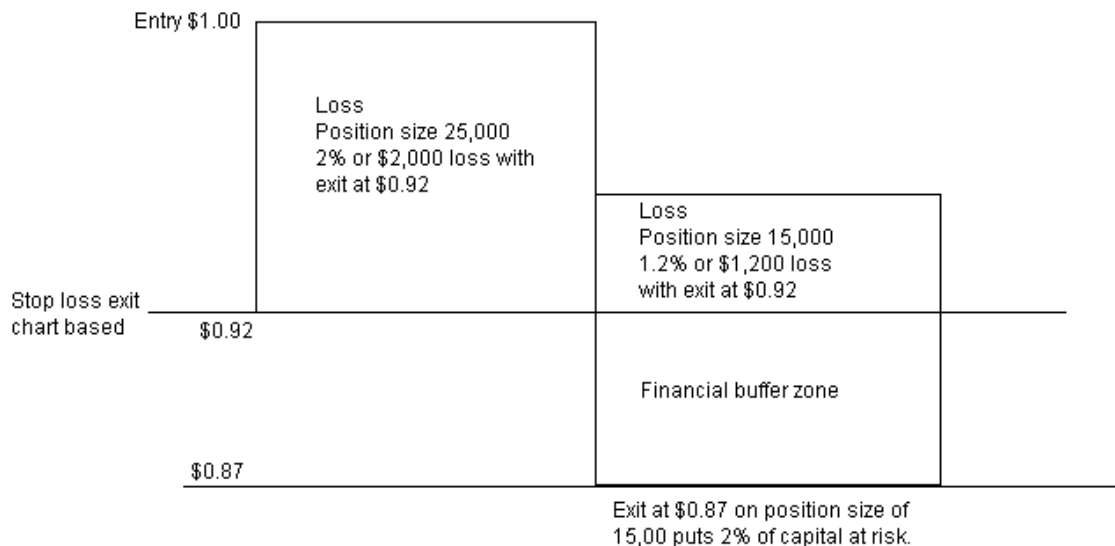 Entry $1.00
Loss
Position size 25,000
2% or $2,000 loss with
exit at $0.92
Loss
Position size 15,000
1.2% or $1,200 loss
with exit at $0.92
Stop loss exit
chart based
$0.92
Financial buffer zone
$0.87
Exit at $0.87 on position size of
15,00 puts 2% of capital at risk.